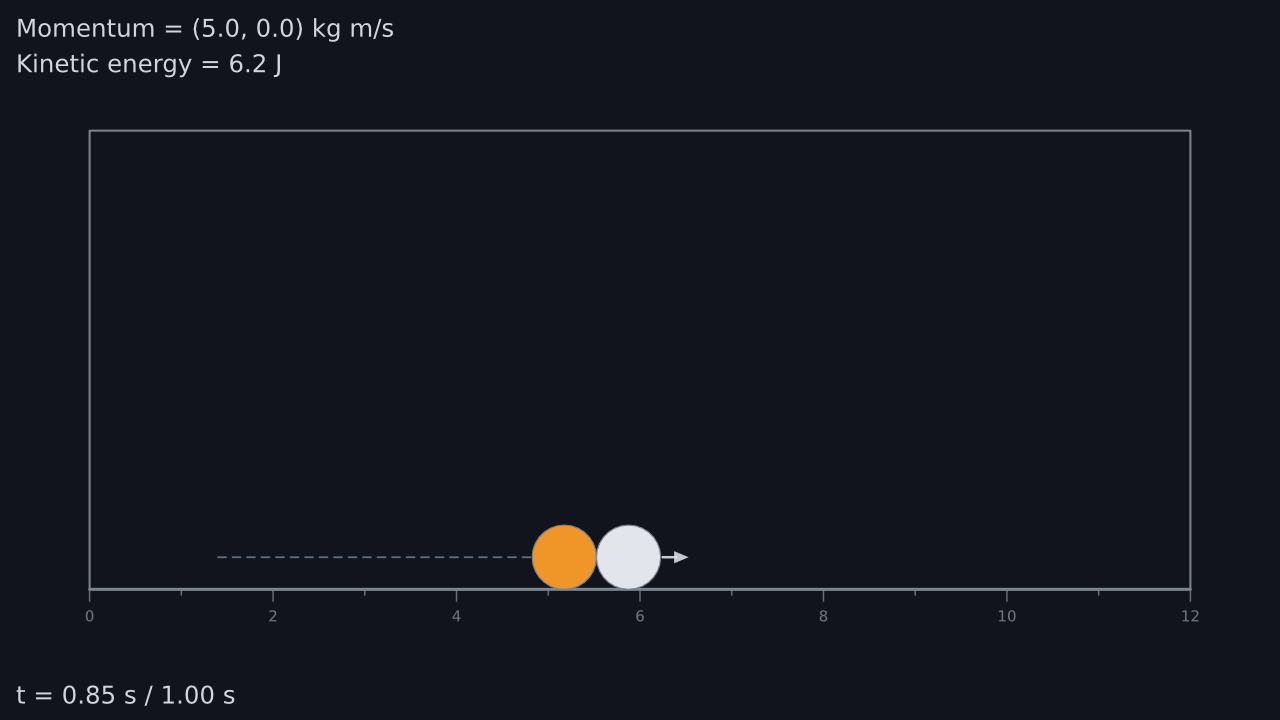 Momentum = (5.0, 0.0) kg m/s
Kinetic energy = 6.2 J
0 2 4 6 8 10 12
t = 0.85 s / 1.00 s